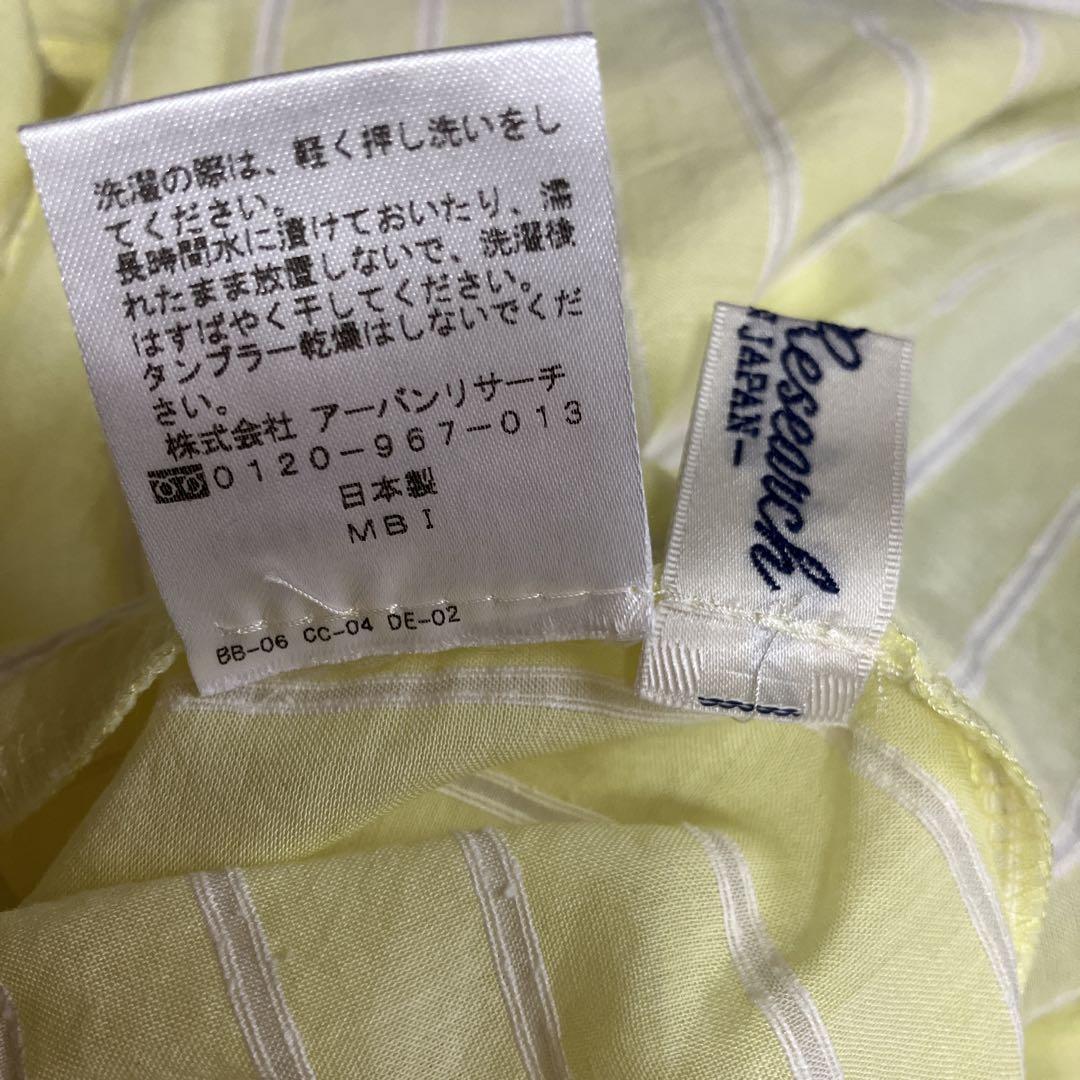 洗濯の際は、軽く押し洗いをし
てください。
長時間水に漬けておいたり、濡
れたまま放置しないで、洗濯後
はすばやく干してください。
タンブラー乾燥はしないでくだ
さい。
株式会社 アーバンリサーチ
0120-967-013
日本製
MBI
BB-06 CC-04 DE-02
Research
JAPAN-